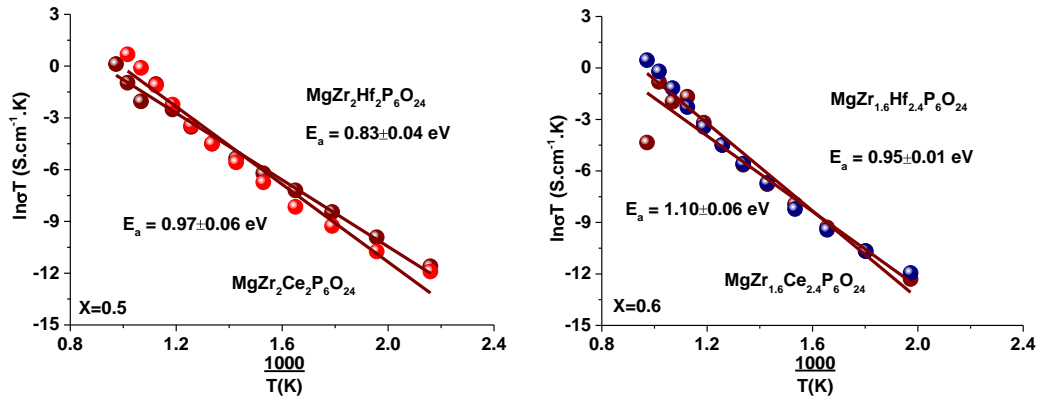 3
0
-3
-6
-9
-12
-15
lnσT (S.cm⁻¹.K)
MgZr₂Hf₂P₆O₂₄
Eₐ = 0.83±0.04 eV
Eₐ = 0.97±0.06 eV
MgZr₂Ce₂P₆O₂₄
X=0.5
0.8 1.2 1.6 2.0 2.4
1000
T(K)
3
0
-3
-6
-9
-12
-15
lnσT (S.cm⁻¹.K)
MgZr₁.₆Hf₂.₄P₆O₂₄
Eₐ = 0.95±0.01 eV
Eₐ = 1.10±0.06 eV
MgZr₁.₆Ce₂.₄P₆O₂₄
X=0.6
0.8 1.2 1.6 2.0 2.4
1000
T(K)